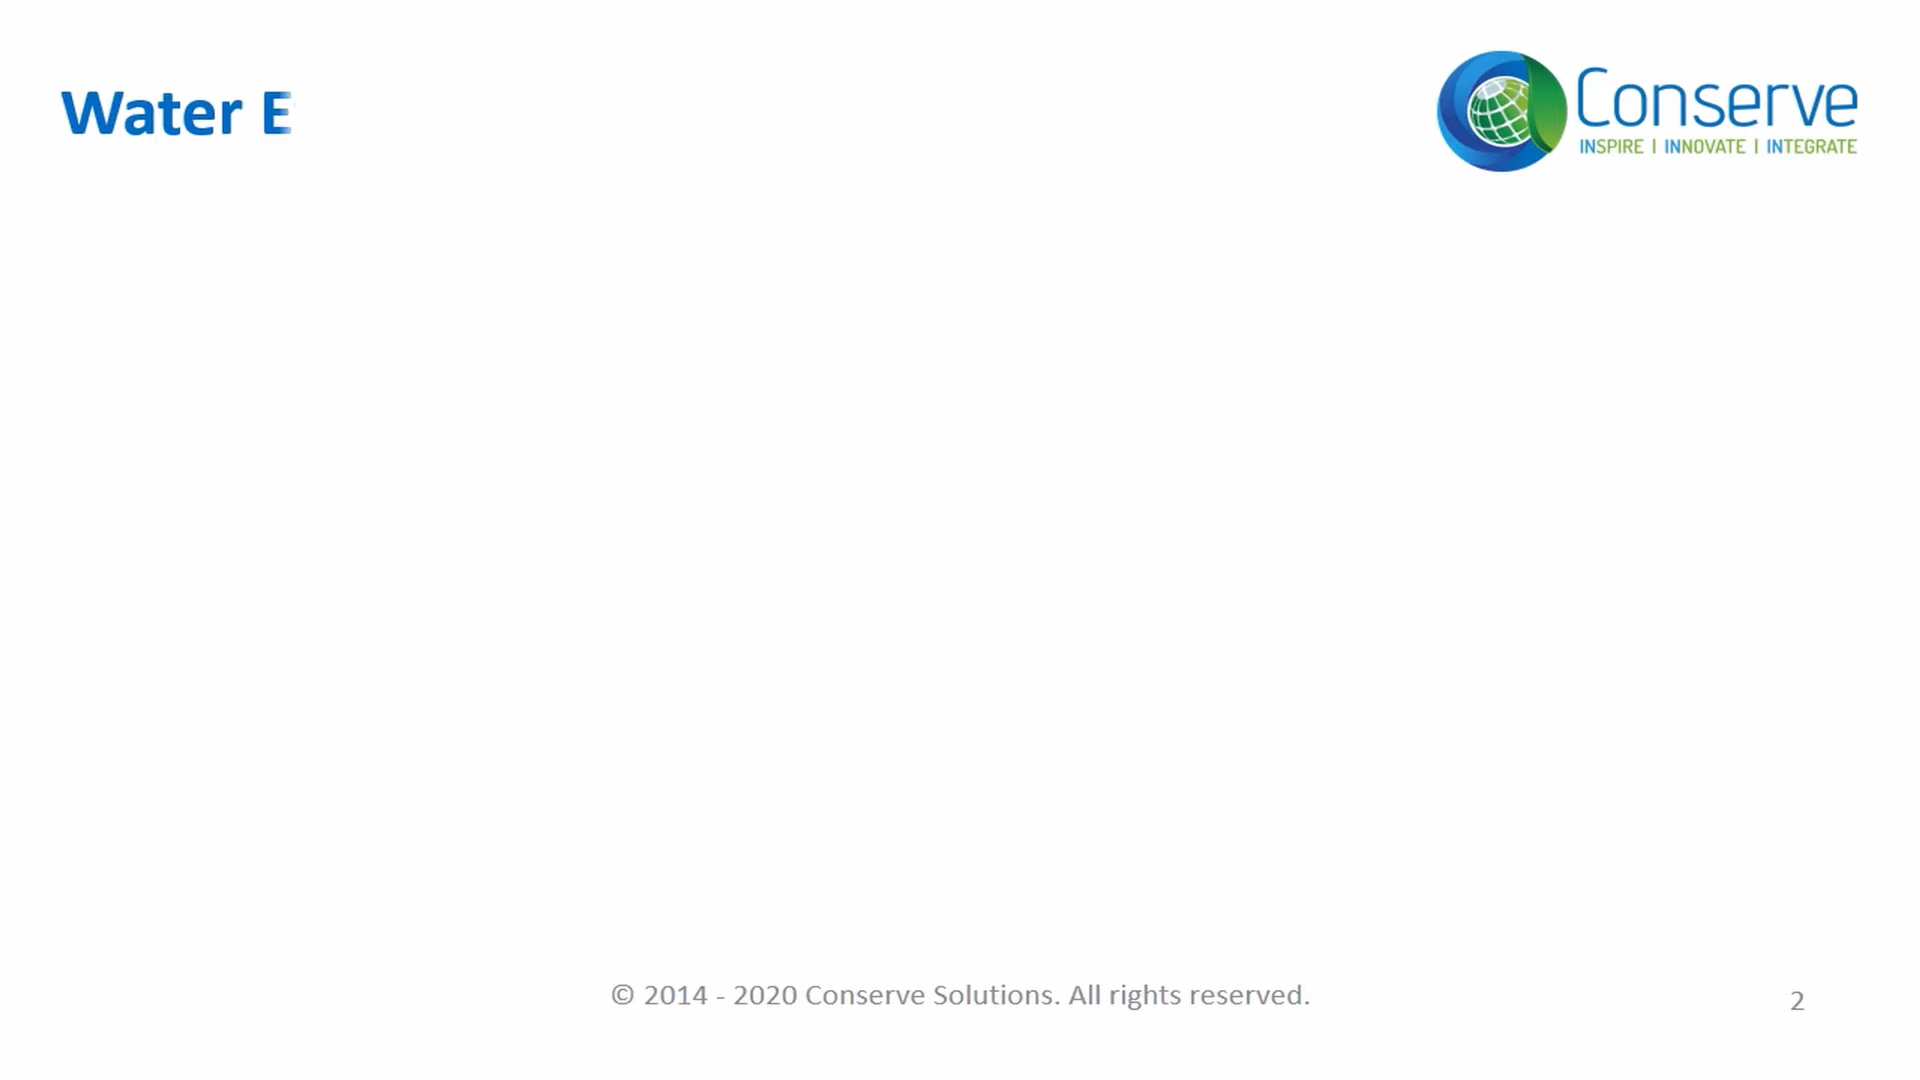 Water E
Conserve
INSPIRE | INNOVATE | INTEGRATE
© 2014 - 2020 Conserve Solutions. All rights reserved.
2